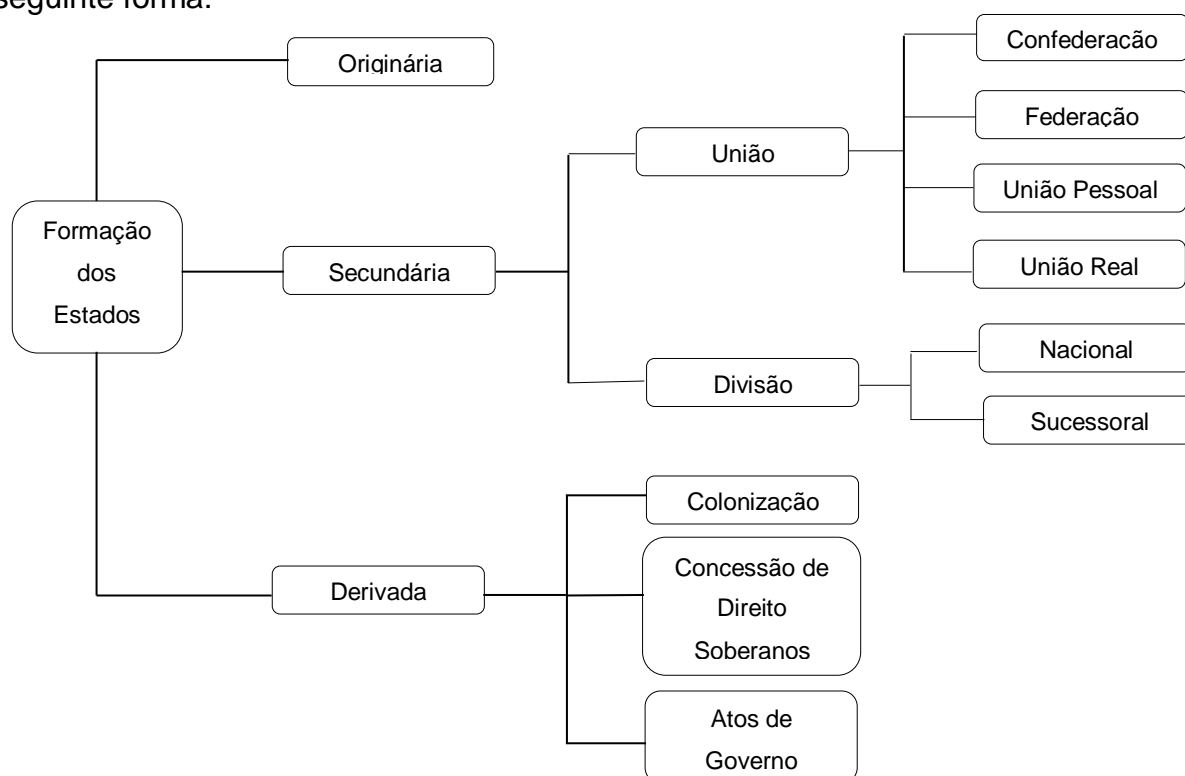 seguinte forma:
Confederação
Originária
Federação
União
União Pessoal
Formação
dos
Estados
Secundária
União Real
Nacional
Divisão
Sucessoral
Colonização
Concessão de
Direito
Soberanos
Derivada
Atos de
Governo